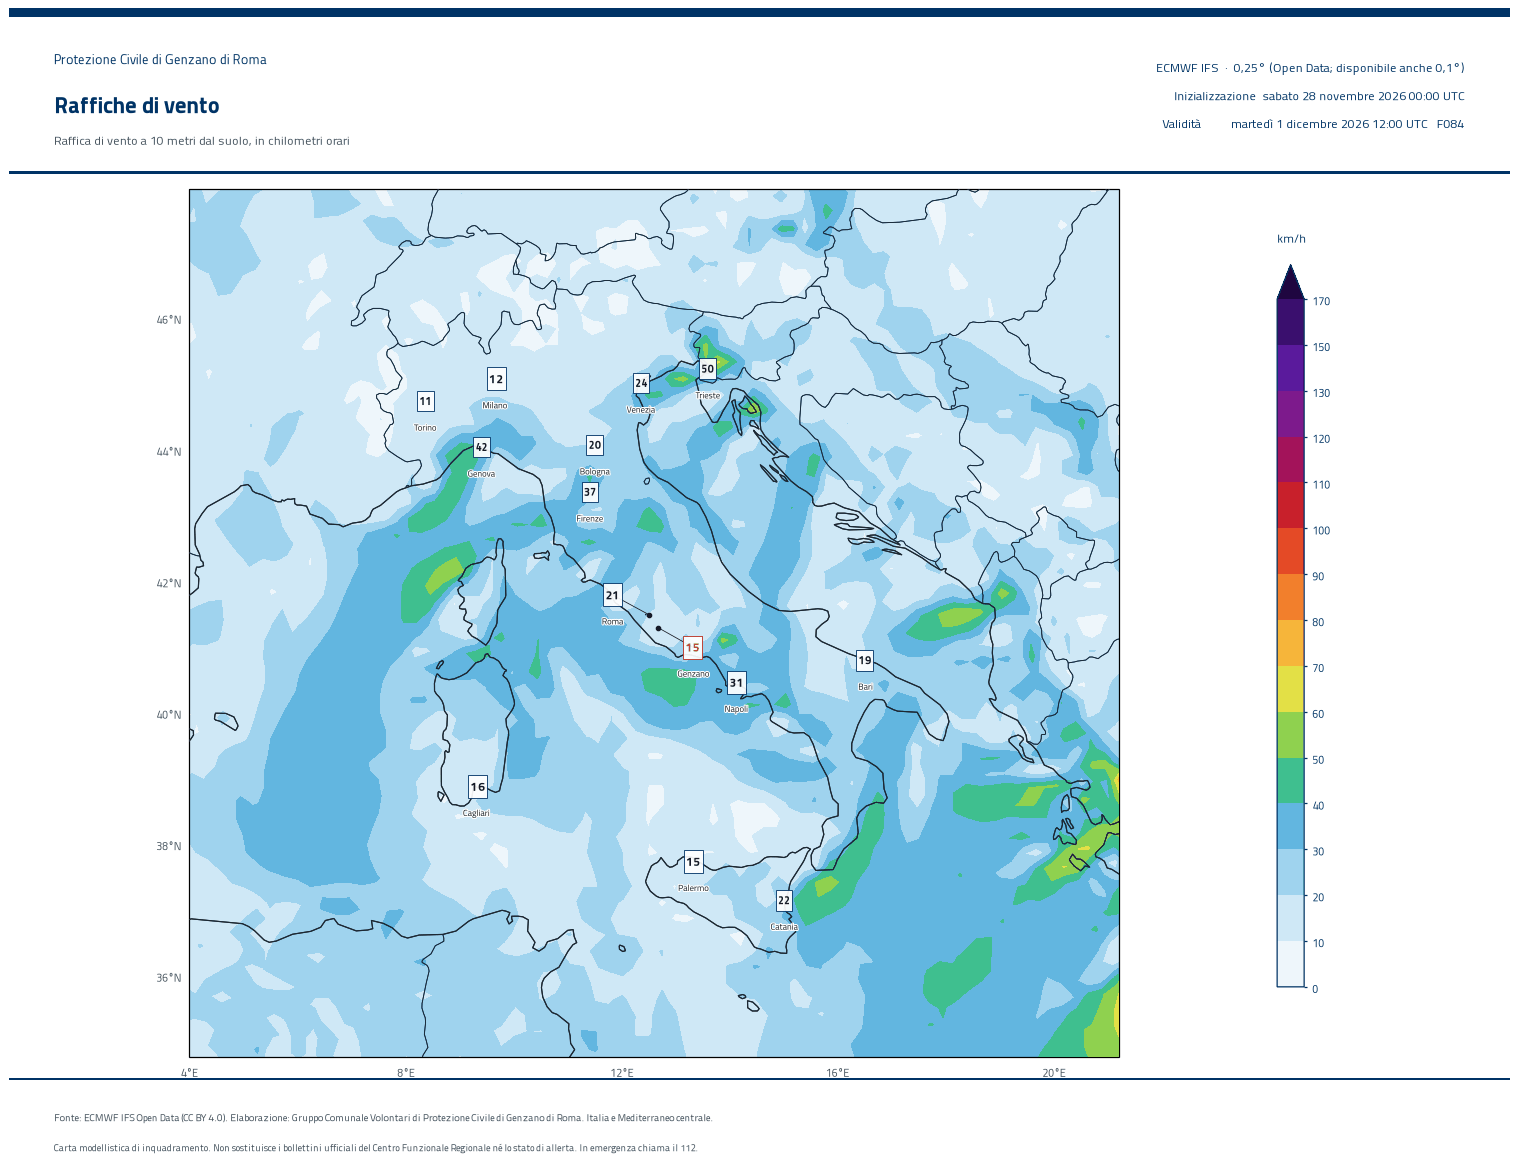 Protezione Civile di Genzano di Roma
Raffiche di vento
Raffica di vento a 10 metri dal suolo, in chilometri orari
ECMWF IFS · 0,25° (Open Data; disponibile anche 0,1°)
Inizializzazione sabato 28 novembre 2026 00:00 UTC
Validità martedì 1 dicembre 2026 12:00 UTC F084
km/h
170
150
130
120
110
100
90
80
70
60
50
40
30
20
10
0
46°N
44°N
42°N
40°N
38°N
36°N
4°E
8°E
12°E
16°E
20°E
11
Torino
12
Milano
42
Genova
24
Venezia
50
Trieste
20
Bologna
37
Firenze
21
Roma
15
Genzano
31
Napoli
19
Bari
16
Cagliari
15
Palermo
22
Catania
Fonte: ECMWF IFS Open Data (CC BY 4.0). Elaborazione: Gruppo Comunale Volontari di Protezione Civile di Genzano di Roma. Italia e Mediterraneo centrale.
Carta modellistica di inquadramento. Non sostituisce i bollettini ufficiali del Centro Funzionale Regionale né lo stato di allerta. In emergenza chiama il 112.